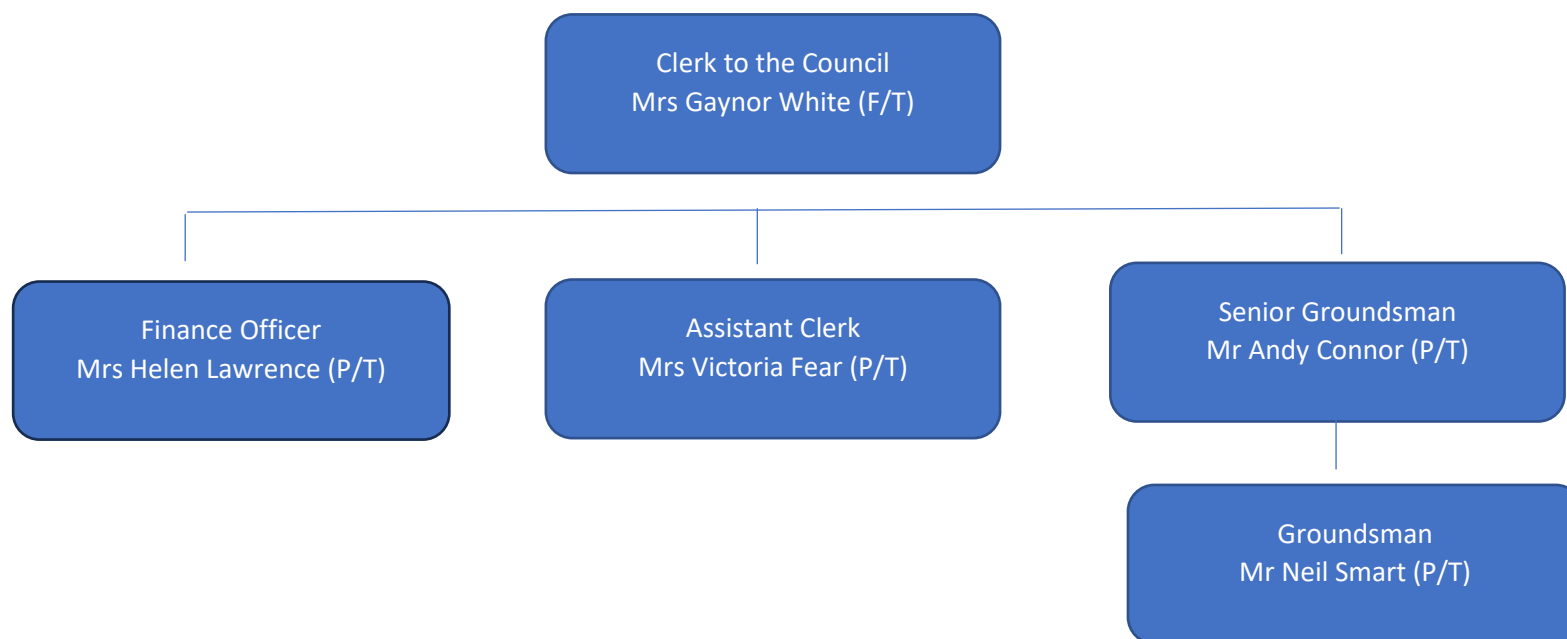 Clerk to the Council
Mrs Gaynor White (F/T)
Finance Officer
Mrs Helen Lawrence (P/T)
Assistant Clerk
Mrs Victoria Fear (P/T)
Senior Groundsman
Mr Andy Connor (P/T)
Groundsman
Mr Neil Smart (P/T)